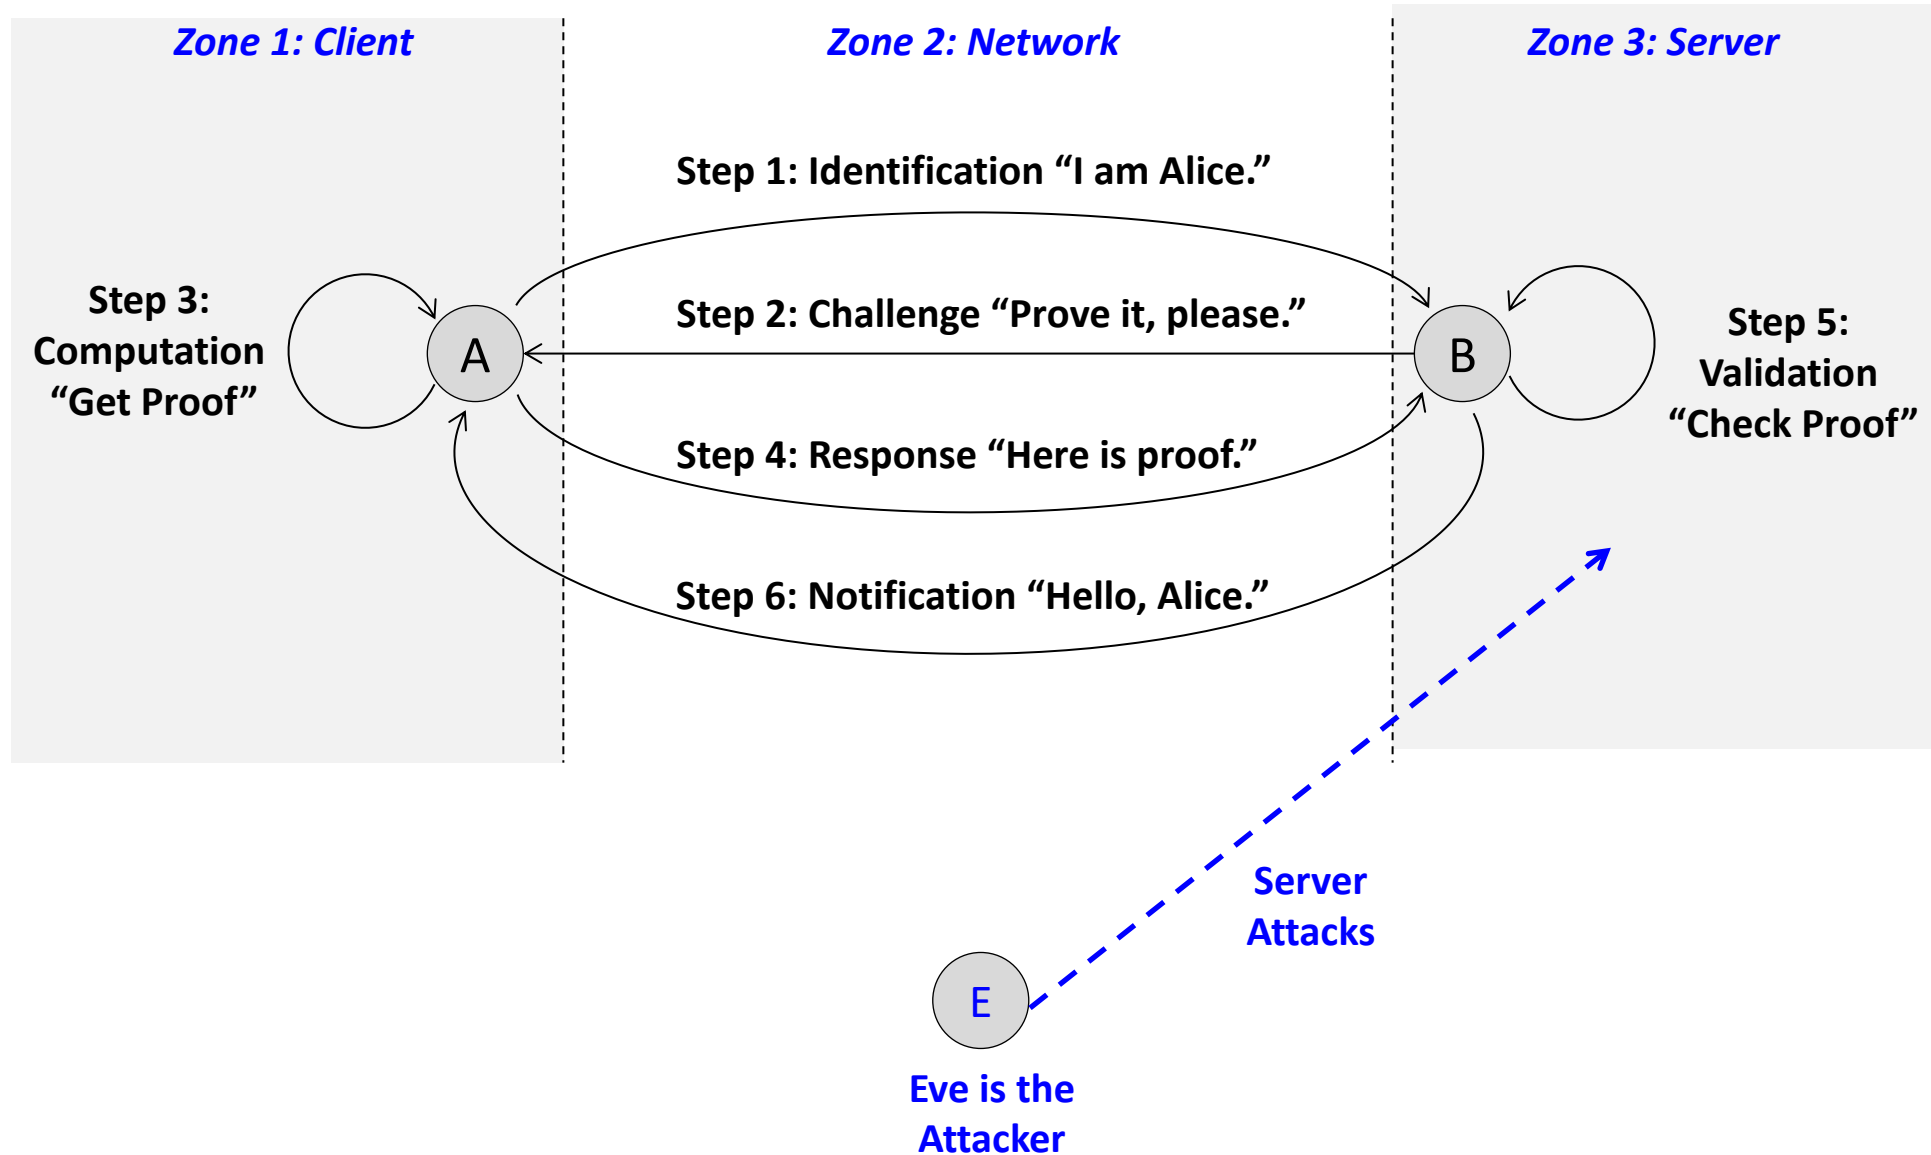 Zone 1: Client
Zone 2: Network
Zone 3: Server
Step 1: Identification “I am Alice.”
Step 2: Challenge “Prove it, please.”
Step 3:
Computation
“Get Proof”
A
B
Step 5:
Validation
“Check Proof”
Step 4: Response “Here is proof.”
Step 6: Notification “Hello, Alice.”
Server
Attacks
E
Eve is the
Attacker